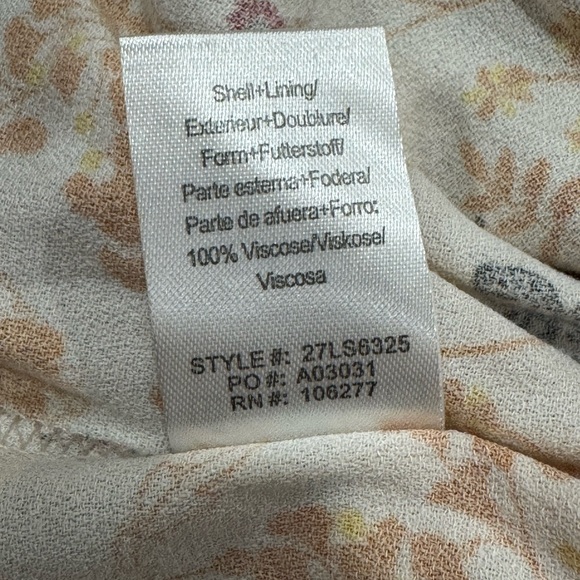 Shell+Lining/
Exterieur+Doublure/
Form+Futterstoff/
Parte esterna+Fodera/
Parte de afuera+Forro:
100% Viscose/Viskose/
Viscosa
STYLE #: 27LS6325
PO #: A03031
RN #: 106277